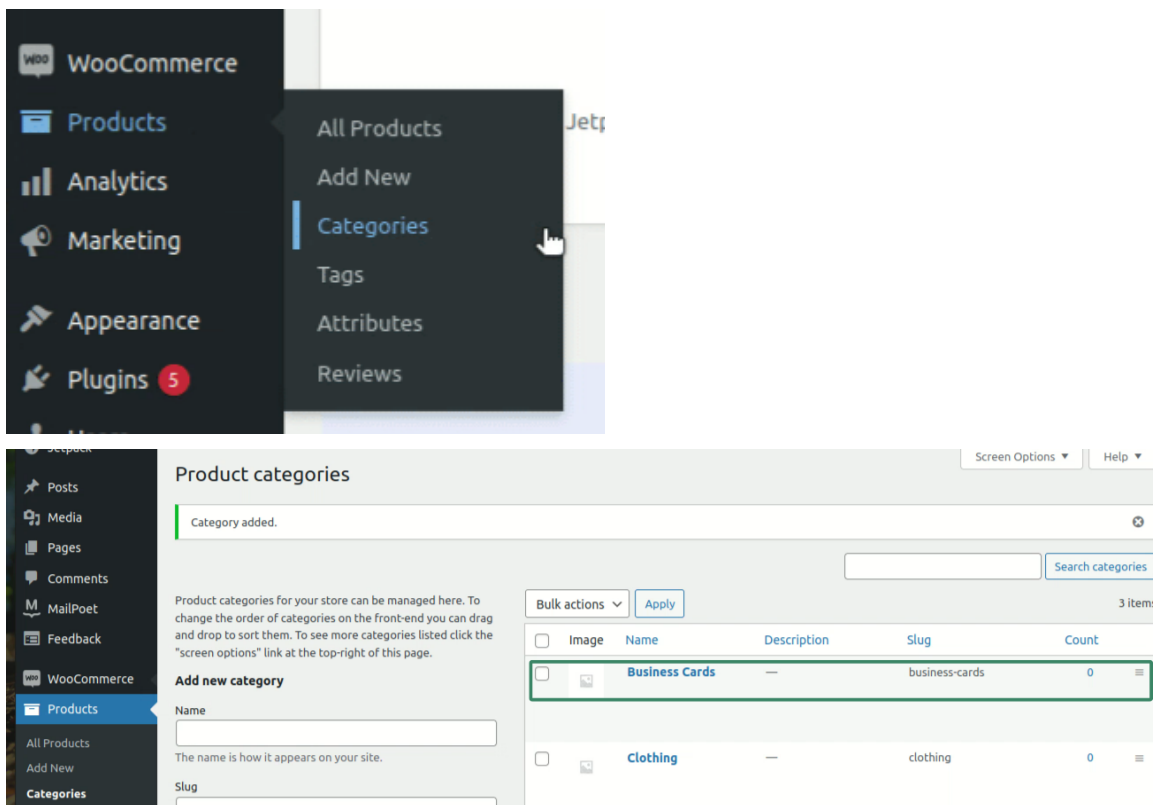 WOO WooCommerce
Products
Analytics
Marketing
Appearance
Plugins 5
All Products
Add New
Categories
Tags
Attributes
Reviews
Jetpack
Posts
Media
Pages
Comments
MailPoet
Feedback
WOO WooCommerce
Products
All Products
Add New
Categories
Screen Options ▼ Help ▼
Product categories
Category added.
Search categories
Product categories for your store can be managed here. To
change the order of categories on the front-end you can drag
and drop to sort them. To see more categories listed click the
"screen options" link at the top-right of this page.
Add new category
Name
The name is how it appears on your site.
Slug
Bulk actions Apply 3 items
Image Name Description Slug Count
Business Cards — business-cards 0
Clothing — clothing 0